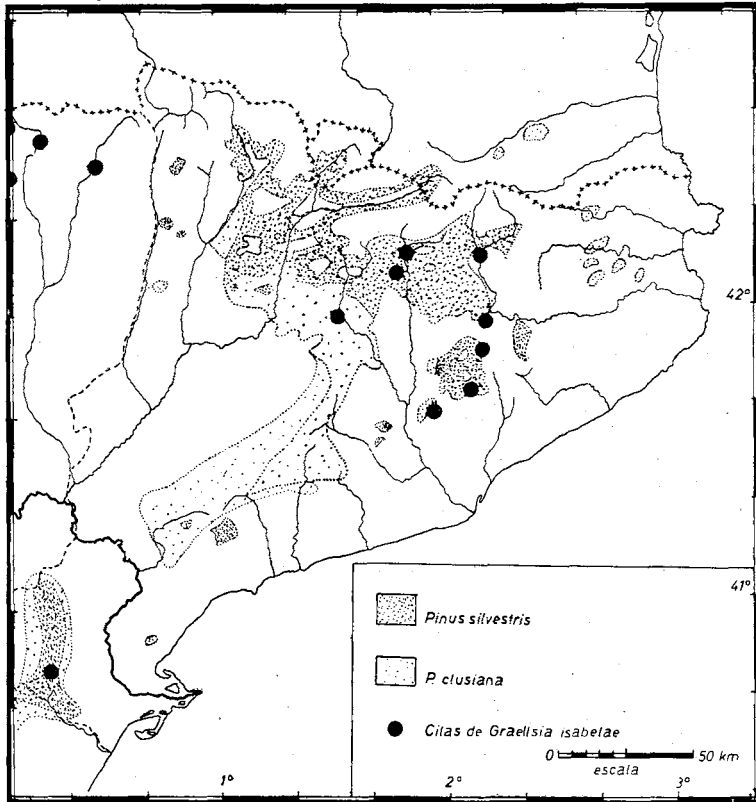 42°
41°
Pinus silvestris
P. clusiana
Citas de Graellsia isabelae
0 50 km
escala
1° 2° 3°